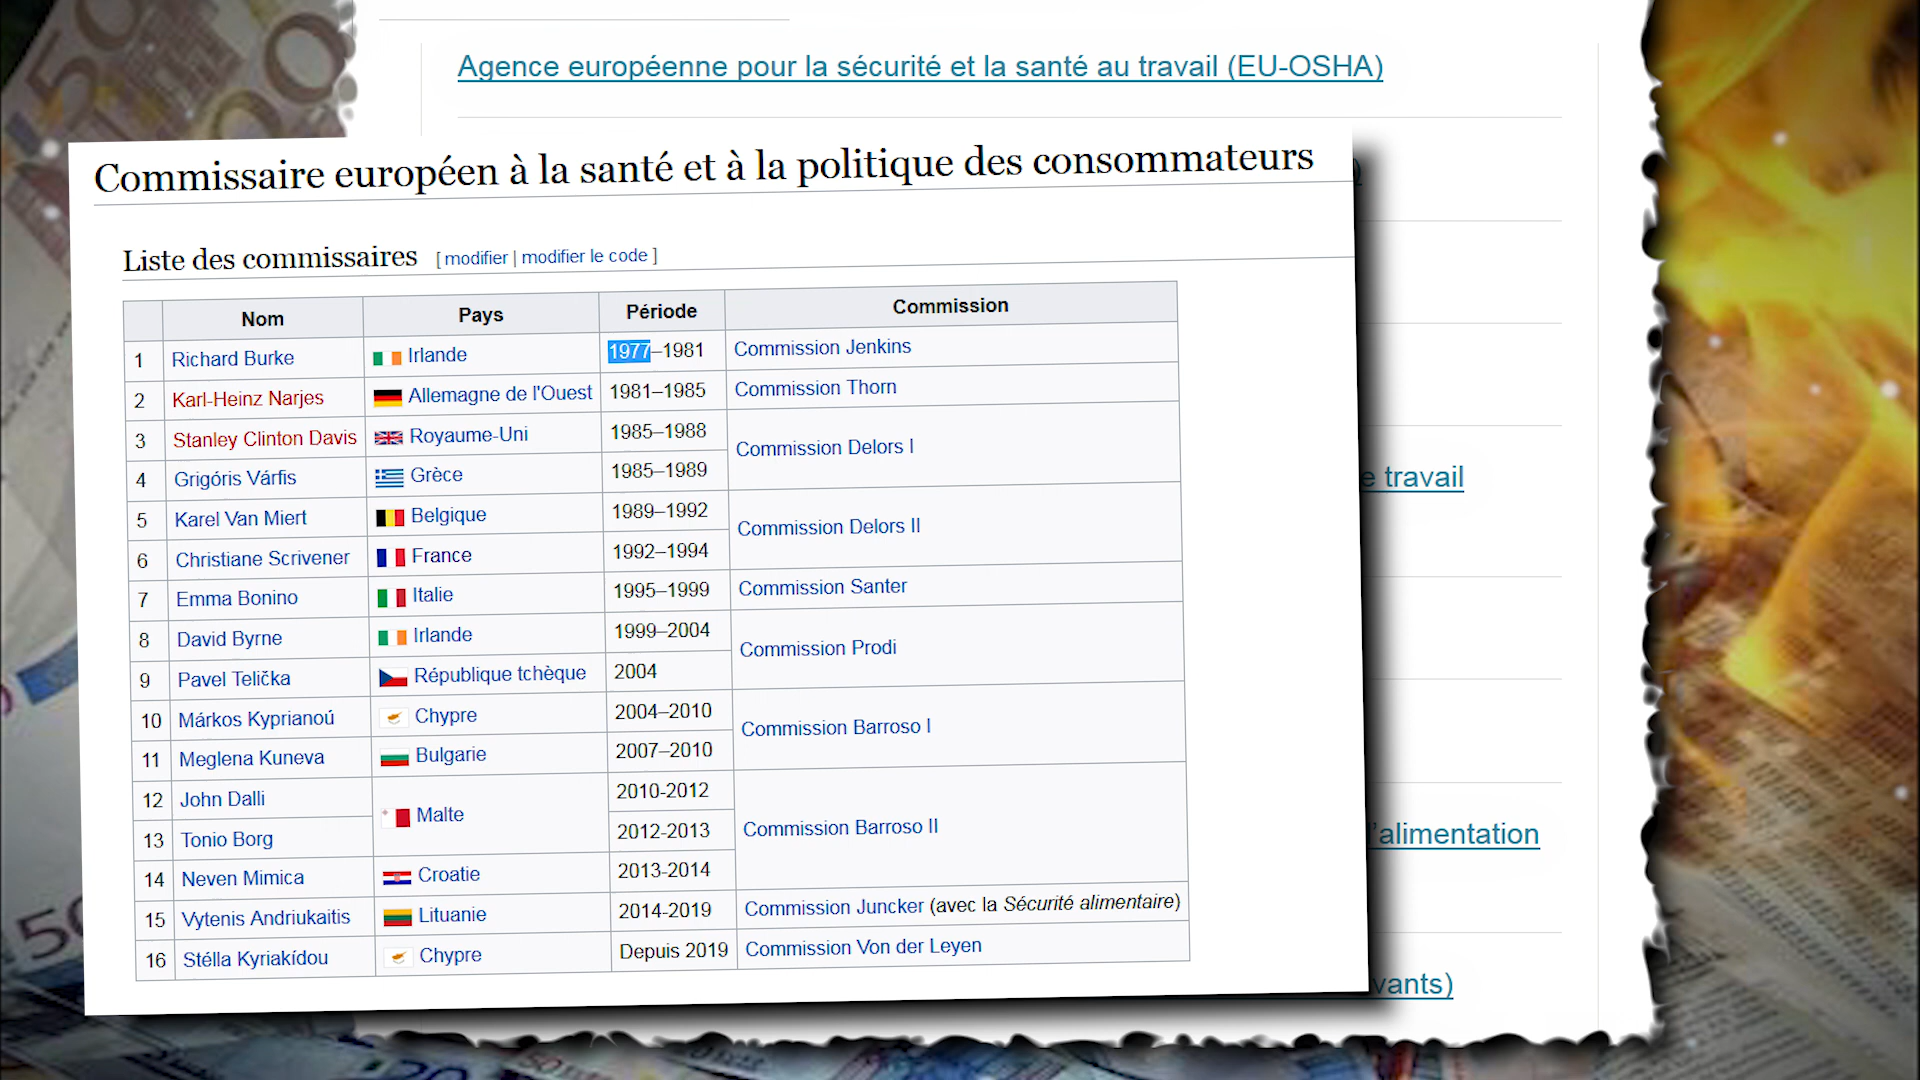 Agence européenne pour la sécurité et la santé au travail (EU-OSHA)
Commissaire européen à la santé et à la politique des consommateurs
Liste des commissaires [ modifier | modifier le code ]
Nom Pays Période Commission
1 Richard Burke Irlande 1977–1981 Commission Jenkins
2 Karl-Heinz Narjes Allemagne de l'Ouest 1981–1985 Commission Thorn
3 Stanley Clinton Davis Royaume-Uni 1985–1988 Commission Delors I
4 Grigóris Várfis Grèce 1985–1989
5 Karel Van Miert Belgique 1989–1992 Commission Delors II
6 Christiane Scrivener France 1992–1994
7 Emma Bonino Italie 1995–1999 Commission Santer
8 David Byrne Irlande 1999–2004 Commission Prodi
9 Pavel Telička République tchèque 2004
10 Márkos Kyprianoú Chypre 2004–2010 Commission Barroso I
11 Meglena Kuneva Bulgarie 2007–2010
12 John Dalli Malte 2010-2012 Commission Barroso II
13 Tonio Borg 2012-2013
14 Neven Mimica Croatie 2013-2014
15 Vytenis Andriukaitis Lituanie 2014-2019 Commission Juncker (avec la Sécurité alimentaire)
16 Stélla Kyriakídou Chypre Depuis 2019 Commission Von der Leyen
e travail
l'alimentation
vants)
50
20